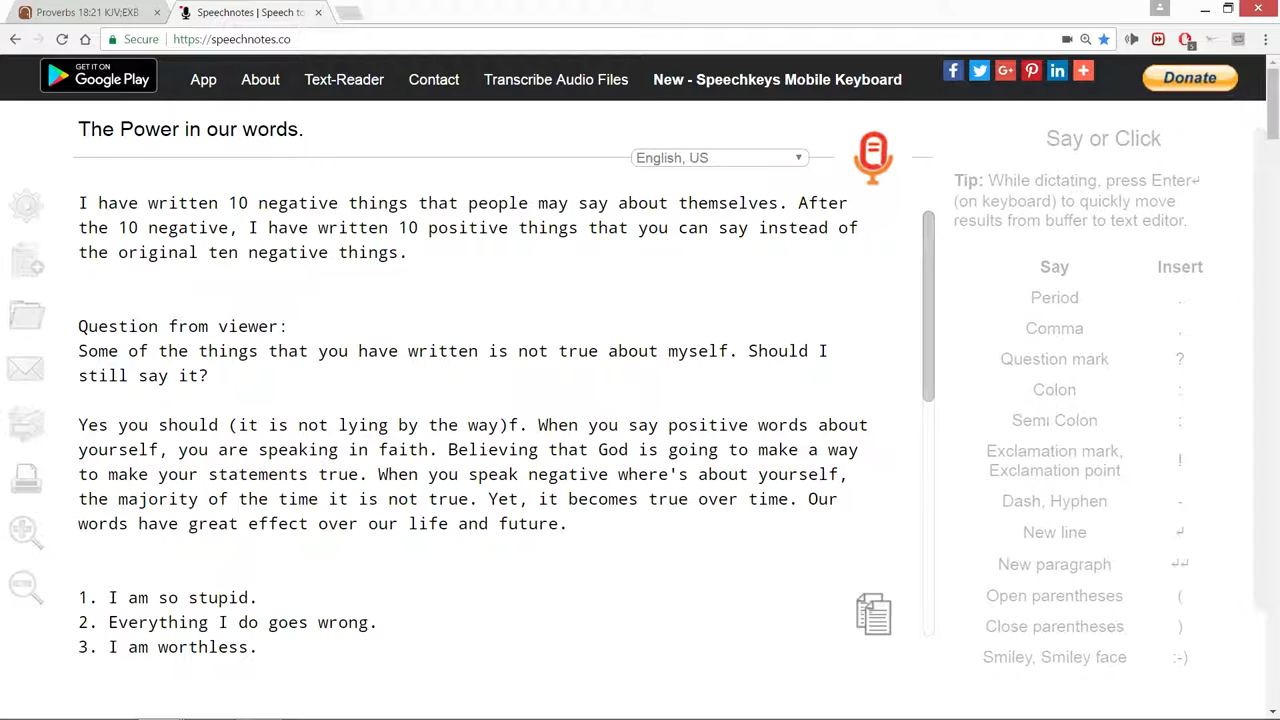 Proverbs 18:21 KJV;EXB
Speechnotes | Speech to
Secure
https://speechnotes.co
GET IT ON
Google Play
App
About
Text-Reader
Contact
Transcribe Audio Files
New - Speechkeys Mobile Keyboard
Donate
The Power in our words.
English, US
I have written 10 negative things that people may say about themselves. After
the 10 negative, I have written 10 positive things that you can say instead of
the original ten negative things.
Question from viewer:
Some of the things that you have written is not true about myself. Should I
still say it?
Yes you should (it is not lying by the way)f. When you say positive words about
yourself, you are speaking in faith. Believing that God is going to make a way
to make your statements true. When you speak negative where's about yourself,
the majority of the time it is not true. Yet, it becomes true over time. Our
words have great effect over our life and future.
1. I am so stupid.
2. Everything I do goes wrong.
3. I am worthless.
Say or Click
Tip: While dictating, press Enter↵
(on keyboard) to quickly move
results from buffer to text editor.
Say Insert
Period .
Comma ,
Question mark ?
Colon :
Semi Colon ;
Exclamation mark,
Exclamation point !
Dash, Hyphen -
New line ↵
New paragraph ↵↵
Open parentheses (
Close parentheses )
Smiley, Smiley face :-)